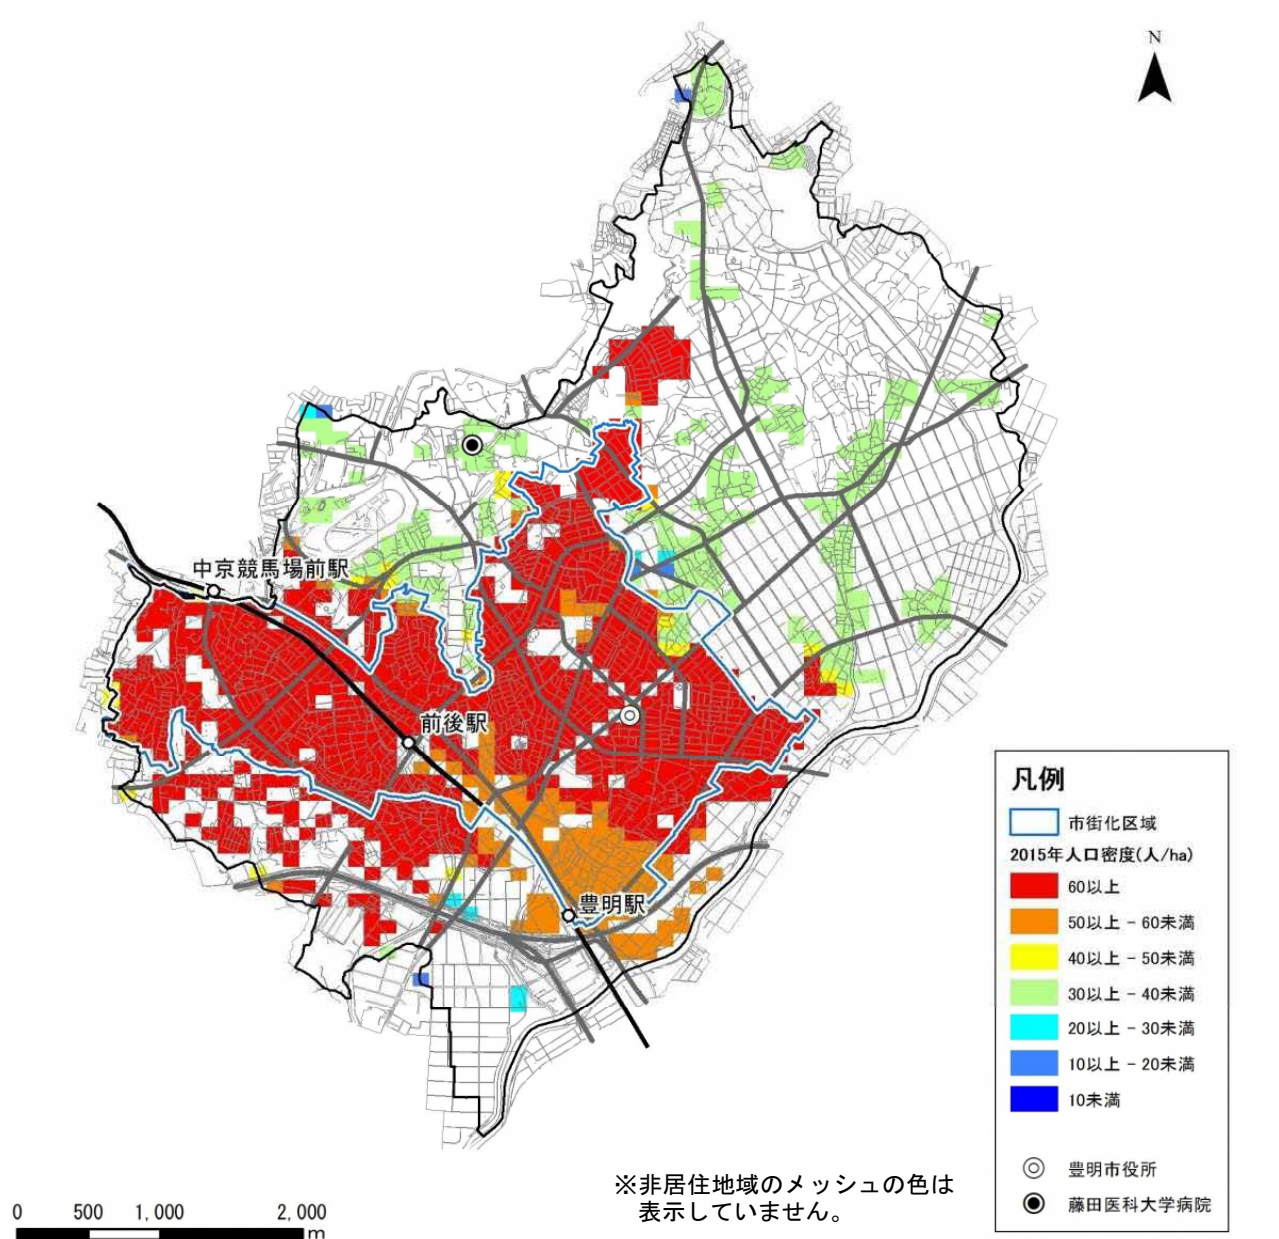 N
中京競馬場前駅
前後駅
豊明駅
凡例
市街化区域
2015年人口密度(人/ha)
60以上
50以上 - 60未満
40以上 - 50未満
30以上 - 40未満
20以上 - 30未満
10以上 - 20未満
10未満
豊明市役所
藤田医科大学病院
※非居住地域のメッシュの色は
表示していません。
0 500 1,000 2,000
m